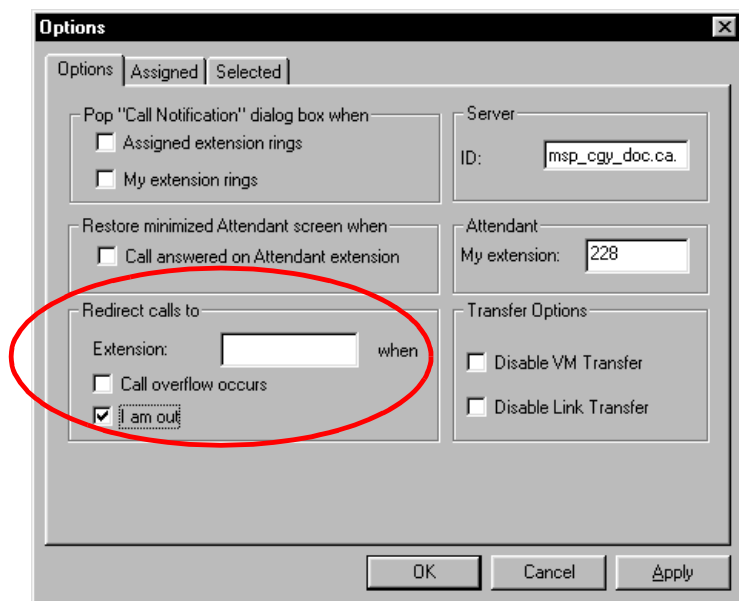 Options
Options Assigned Selected
Pop "Call Notification" dialog box when
Assigned extension rings
My extension rings
Server
ID: msp_cgy_doc.ca.
Restore minimized Attendant screen when
Call answered on Attendant extension
Attendant
My extension: 228
Redirect calls to
Extension: when
Call overflow occurs
I am out
Transfer Options
Disable VM Transfer
Disable Link Transfer
OK Cancel Apply